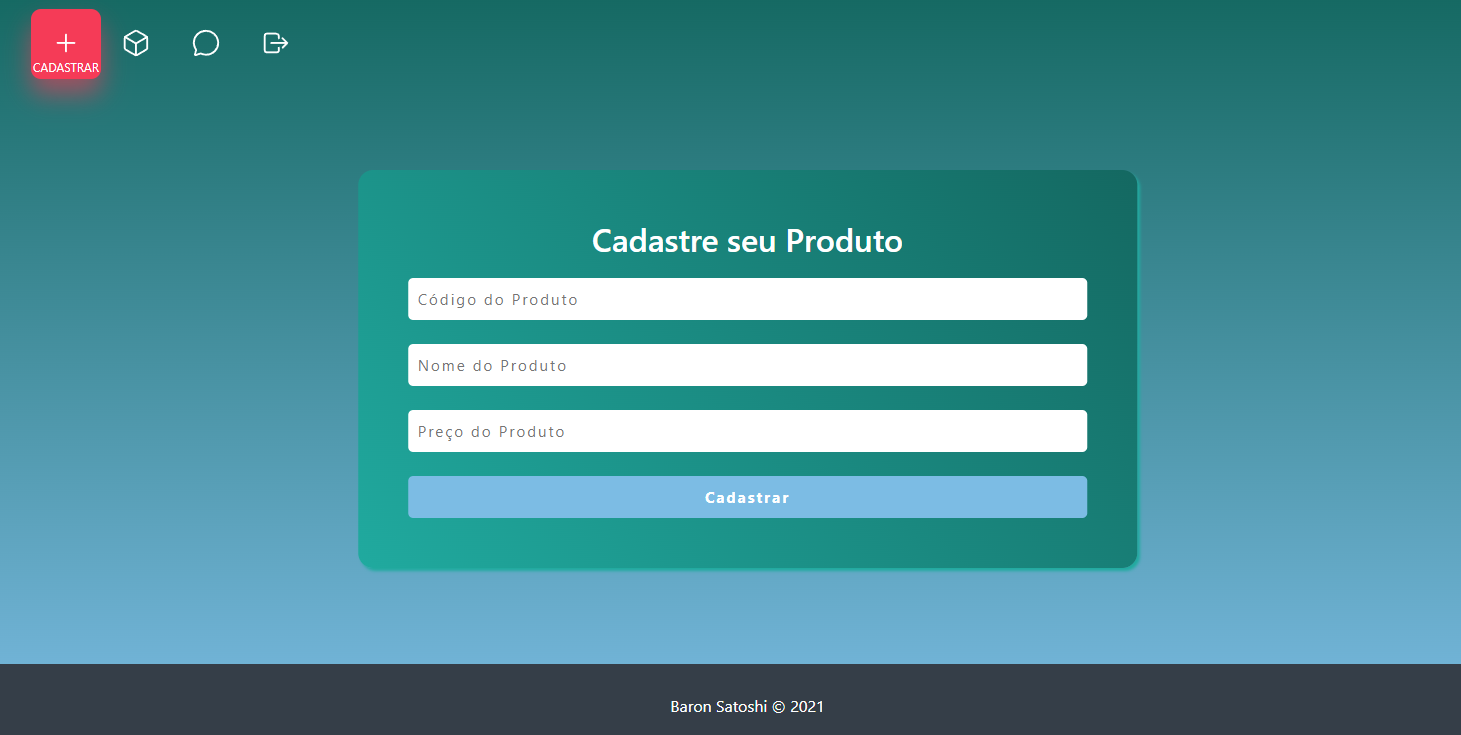 CADASTRAR
Cadastre seu Produto
Código do Produto
Nome do Produto
Preço do Produto
Cadastrar
Baron Satoshi © 2021